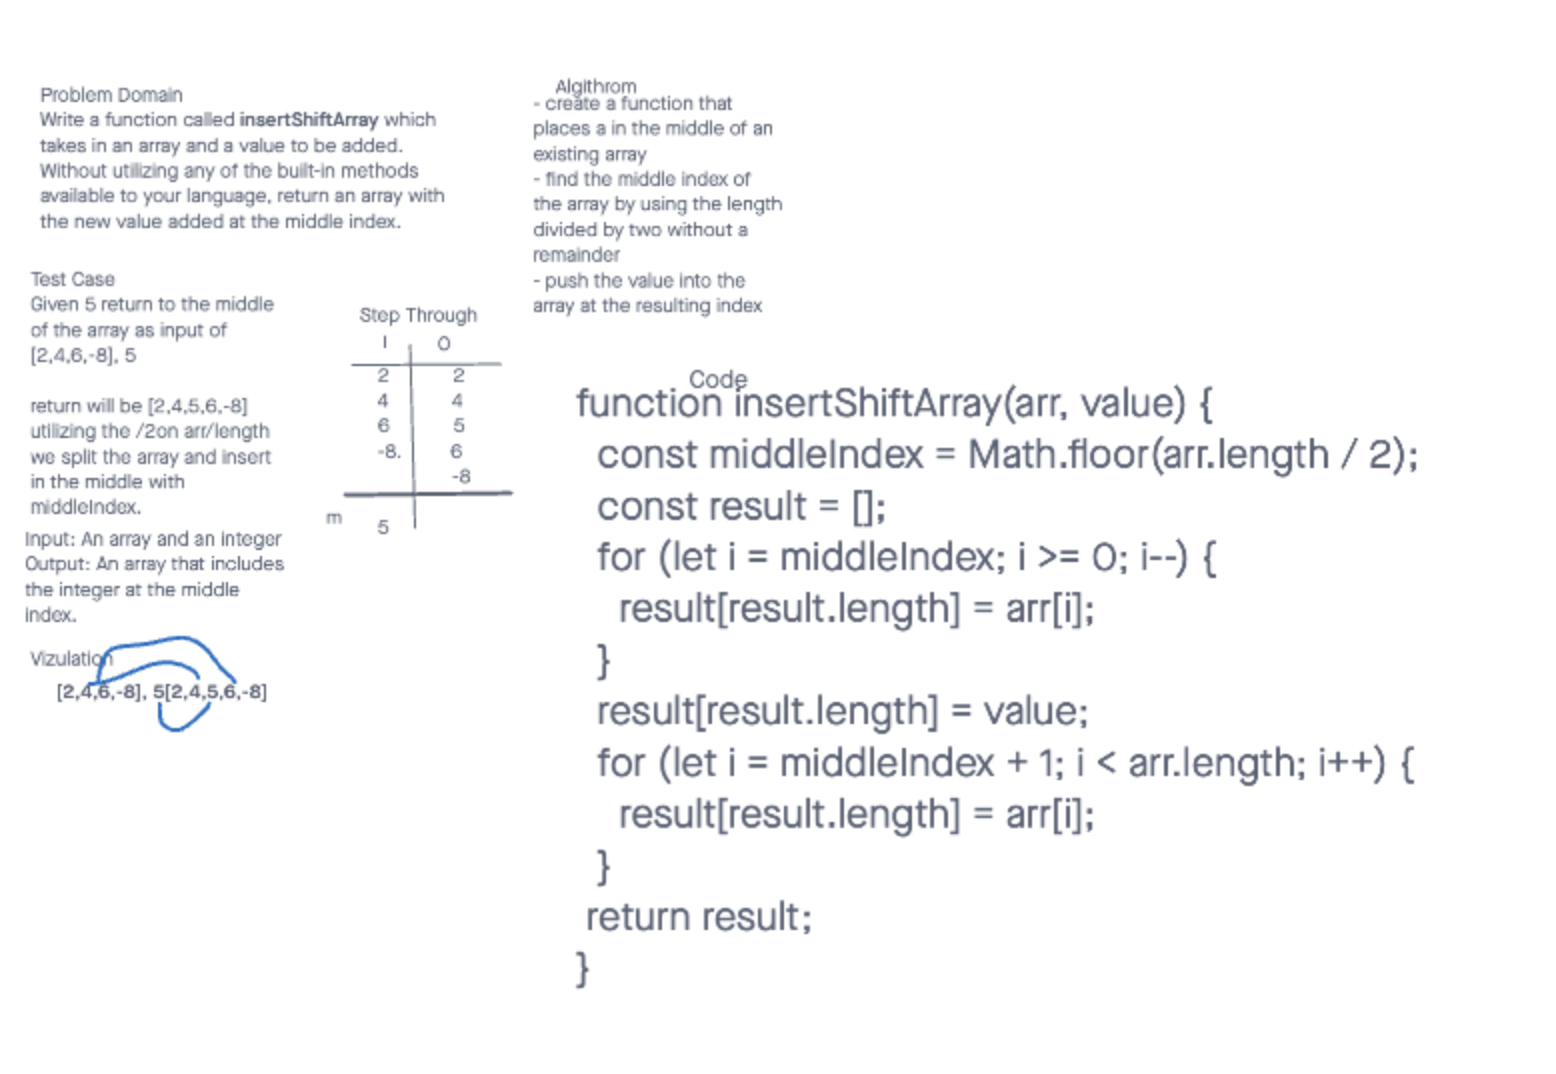 Problem Domain
Write a function called insertShiftArray which
takes in an array and a value to be added.
Without utilizing any of the built-in methods
available to your language, return an array with
the new value added at the middle index.
Test Case
Given 5 return to the middle
of the array as input of
[2,4,6,-8], 5
return will be [2,4,5,6,-8]
utilizing the /2on arr/length
we split the array and insert
in the middle with
middleIndex.
Input: An array and an integer
Output: An array that includes
the integer at the middle
index.
Vizulation
[2,4,6,-8], 5[2,4,5,6,-8]
Step Through
I O
2 2
4 4
6 5
-8. 6
-8
m 5
Algithrom
- create a function that
places a in the middle of an
existing array
- find the middle index of
the array by using the length
divided by two without a
remainder
- push the value into the
array at the resulting index
Code
function insertShiftArray(arr, value) {
const middleIndex = Math.floor(arr.length / 2);
const result = [];
for (let i = middleIndex; i >= 0; i--) {
result[result.length] = arr[i];
}
result[result.length] = value;
for (let i = middleIndex + 1; i < arr.length; i++) {
result[result.length] = arr[i];
}
return result;
}